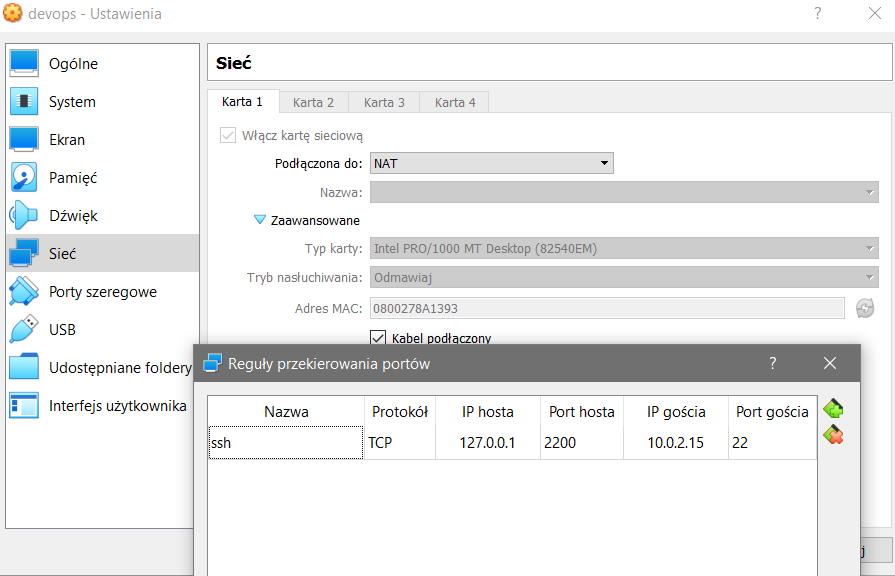 devops - Ustawienia
?
Ogólne
System
Ekran
Pamięć
Dźwięk
Sieć
Porty szeregowe
USB
Udostępniane foldery
Interfejs użytkownika
Sieć
Karta 1 Karta 2 Karta 3 Karta 4
Włącz kartę sieciową
Podłączona do: NAT
Nazwa:
Zaawansowane
Typ karty: Intel PRO/1000 MT Desktop (82540EM)
Tryb nasłuchiwania: Odmawiaj
Adres MAC: 0800278A1393
Kabel podłączony
Reguły przekierowania portów ?
Nazwa Protokół IP hosta Port hosta IP gościa Port gościa
ssh TCP 127.0.0.1 2200 10.0.2.15 22